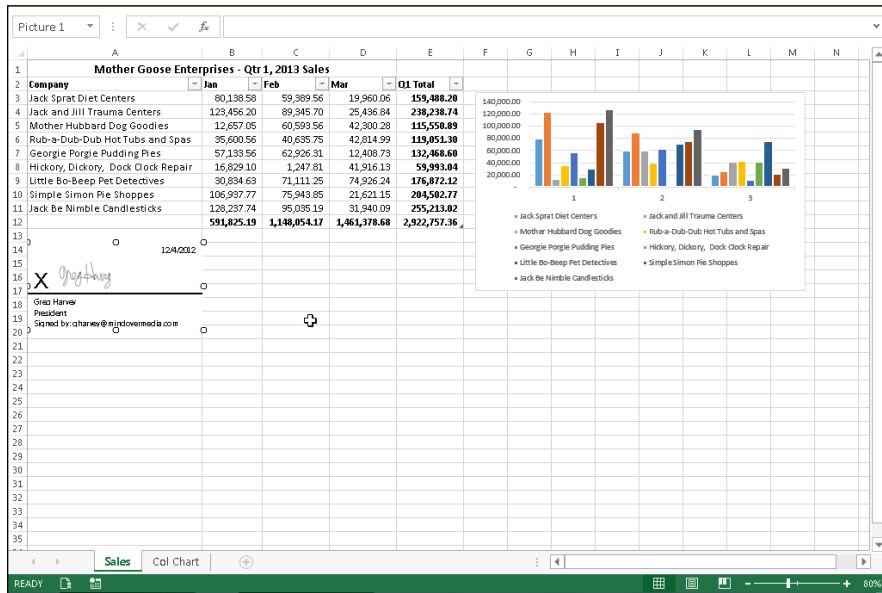 Picture 1 fx
A B C D E F G H I J K L M N
1 Mother Goose Enterprises - Qtr 1, 2013 Sales
2 Company Jan Feb Mar Q1 Total
3 Jack Sprat Diet Centers 80,138.58 59,389.56 19,960.06 159,488.20
4 Jack and Jill Trauma Centers 123,456.20 89,345.70 25,436.84 238,238.74
5 Mother Hubbard Dog Goodies 12,657.05 60,593.56 42,300.28 115,550.89
6 Rub-a-Dub-Dub Hot Tubs and Spas 35,600.56 40,635.75 42,814.99 119,051.30
7 Georgie Porgie Pudding Pies 57,133.56 62,926.31 12,408.73 132,468.60
8 Hickory, Dickory, Dock Clock Repair 16,829.10 1,247.81 41,916.13 59,993.04
9 Little Bo-Beep Pet Detectives 30,834.63 71,111.25 74,926.24 176,872.12
10 Simple Simon Pie Shoppes 106,937.77 75,943.85 21,621.15 204,502.77
11 Jack Be Nimble Candlesticks 128,237.74 95,035.19 31,940.09 255,213.02
12 591,825.19 1,148,054.17 1,461,378.68 2,922,757.36
13
14 12/4/2012
15
16 X Greg Harvey
17
18 Greg Harvey
President
19
Signed by: gharvey@mindovermedia.com
20
21
22
23
24
25
26
27
28
29
30
31
32
33
34
35
140,000.00
120,000.00
100,000.00
80,000.00
60,000.00
40,000.00
20,000.00
-
1 2 3
Jack Sprat Diet Centers Jack and Jill Trauma Centers
Mother Hubbard Dog Goodies Rub-a-Dub-Dub Hot Tubs and Spas
Georgie Porgie Pudding Pies Hickory, Dickory, Dock Clock Repair
Little Bo-Beep Pet Detectives Simple Simon Pie Shoppes
Jack Be Nimble Candlesticks
Sales Col Chart
READY 80%